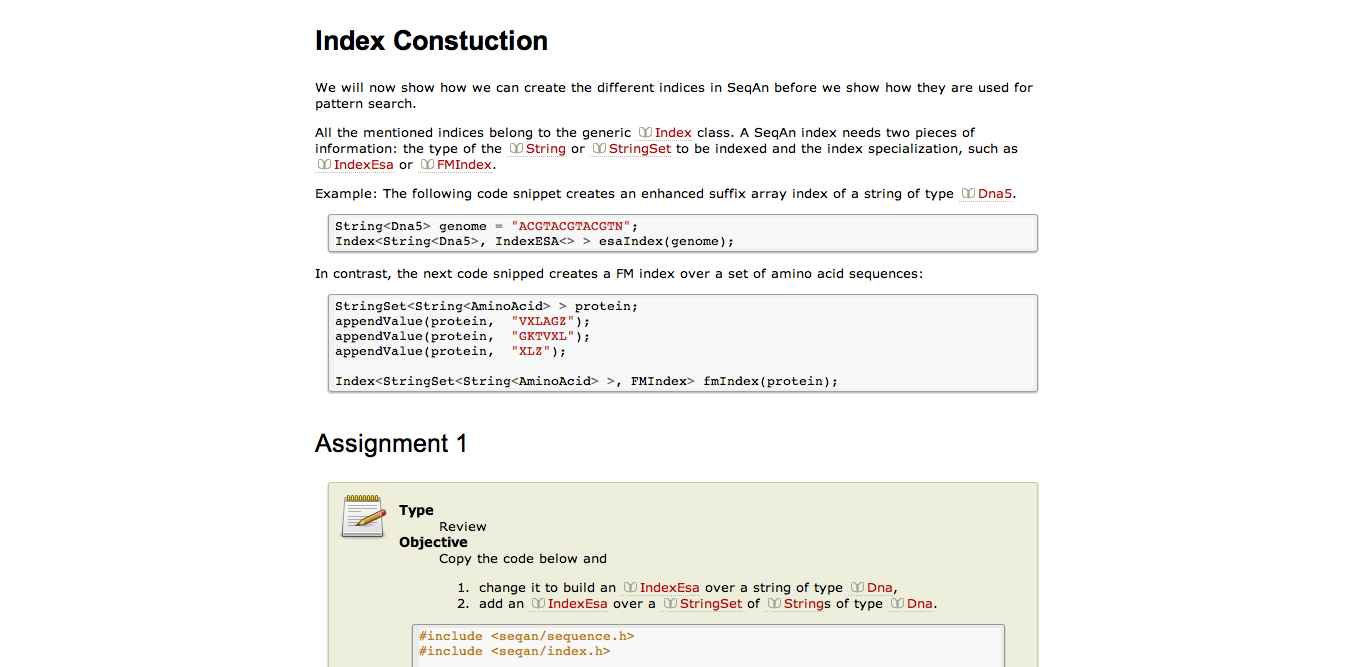 Index Constuction
We will now show how we can create the different indices in SeqAn before we show how they are used for
pattern search.
All the mentioned indices belong to the generic Index class. A SeqAn index needs two pieces of
information: the type of the String or StringSet to be indexed and the index specialization, such as
IndexEsa or FMIndex.
Example: The following code snippet creates an enhanced suffix array index of a string of type Dna5.
String<Dna5> genome = "ACGTACGTACGTN";
Index<String<Dna5>, IndexESA<> > esaIndex(genome);
In contrast, the next code snipped creates a FM index over a set of amino acid sequences:
StringSet<String<AminoAcid> > protein;
appendValue(protein,  "VXLAGZ");
appendValue(protein,  "GKTVXL");
appendValue(protein,  "XLZ");
Index<StringSet<String<AminoAcid> >, FMIndex> fmIndex(protein);
Assignment 1
Type
Review
Objective
Copy the code below and
1. change it to build an IndexEsa over a string of type Dna,
2. add an IndexEsa over a StringSet of Strings of type Dna.
#include <seqan/sequence.h>
#include <seqan/index.h>